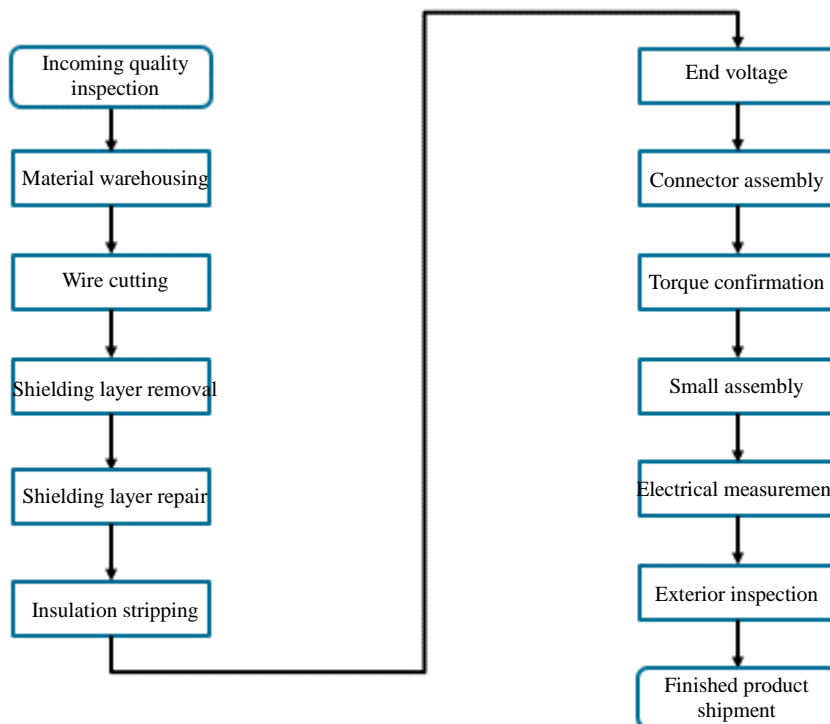 Incoming quality
inspection
Material warehousing
Wire cutting
Shielding layer removal
Shielding layer repair
Insulation stripping
End voltage
Connector assembly
Torque confirmation
Small assembly
Electrical measuremen
Exterior inspection
Finished product
shipment